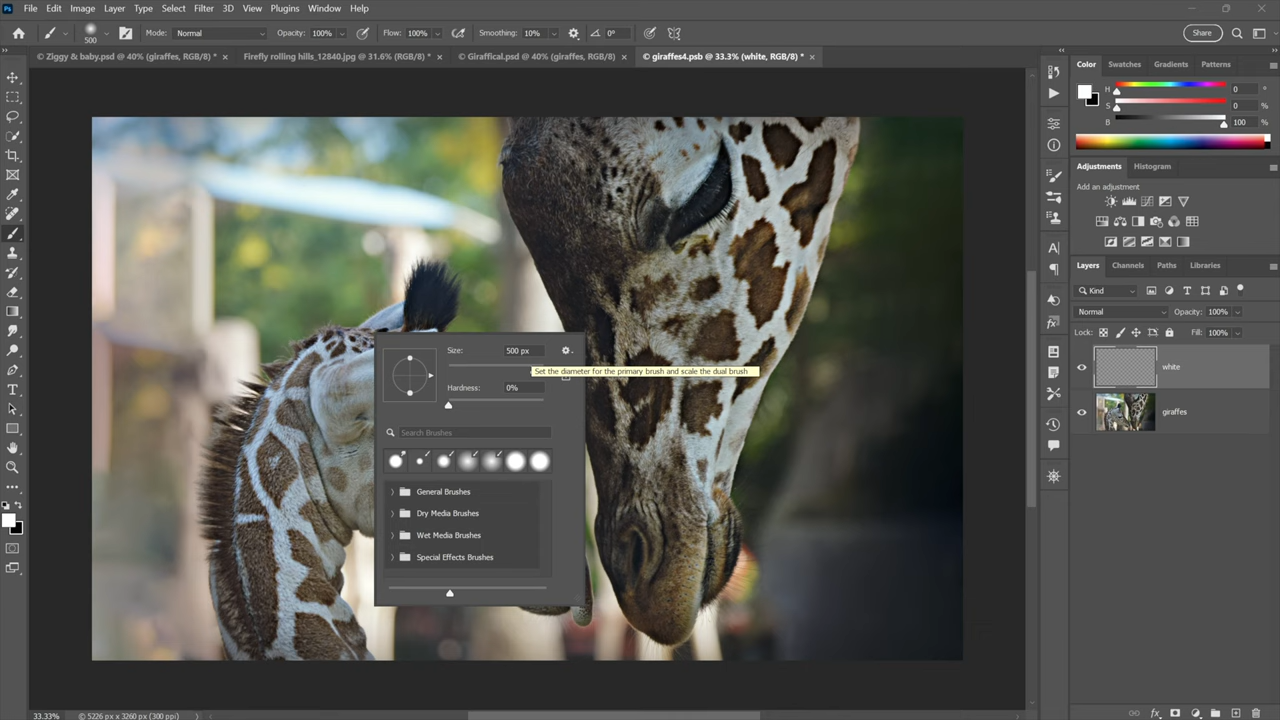 Ps File Edit Image Layer Type Select Filter 3D View Plugins Window Help
500 Mode: Normal Opacity: 100% Flow: 100% Smoothing: 10% 0° Share
© Ziggy & baby.psd @ 40% (giraffes, RGB/8) * × Firefly rolling hills_12840.jpg @ 31.6% (RGB/8) * × © Giraffical.psd @ 40% (giraffes, RGB/8) × © giraffes4.psb @ 33.3% (white, RGB/8) * ×
Color Swatches Gradients Patterns
H 0 °
S 0 %
B 100 %
Adjustments Histogram
Add an adjustment
Layers Channels Paths Libraries
Kind
Normal Opacity: 100%
Lock: Fill: 100%
white
giraffes
Size: 500 px
Set the diameter for the primary brush and scale the dual brush
Hardness: 0%
Search Brushes
General Brushes
Dry Media Brushes
Wet Media Brushes
Special Effects Brushes
33.33% © 5226 px x 3260 px (300 ppi)